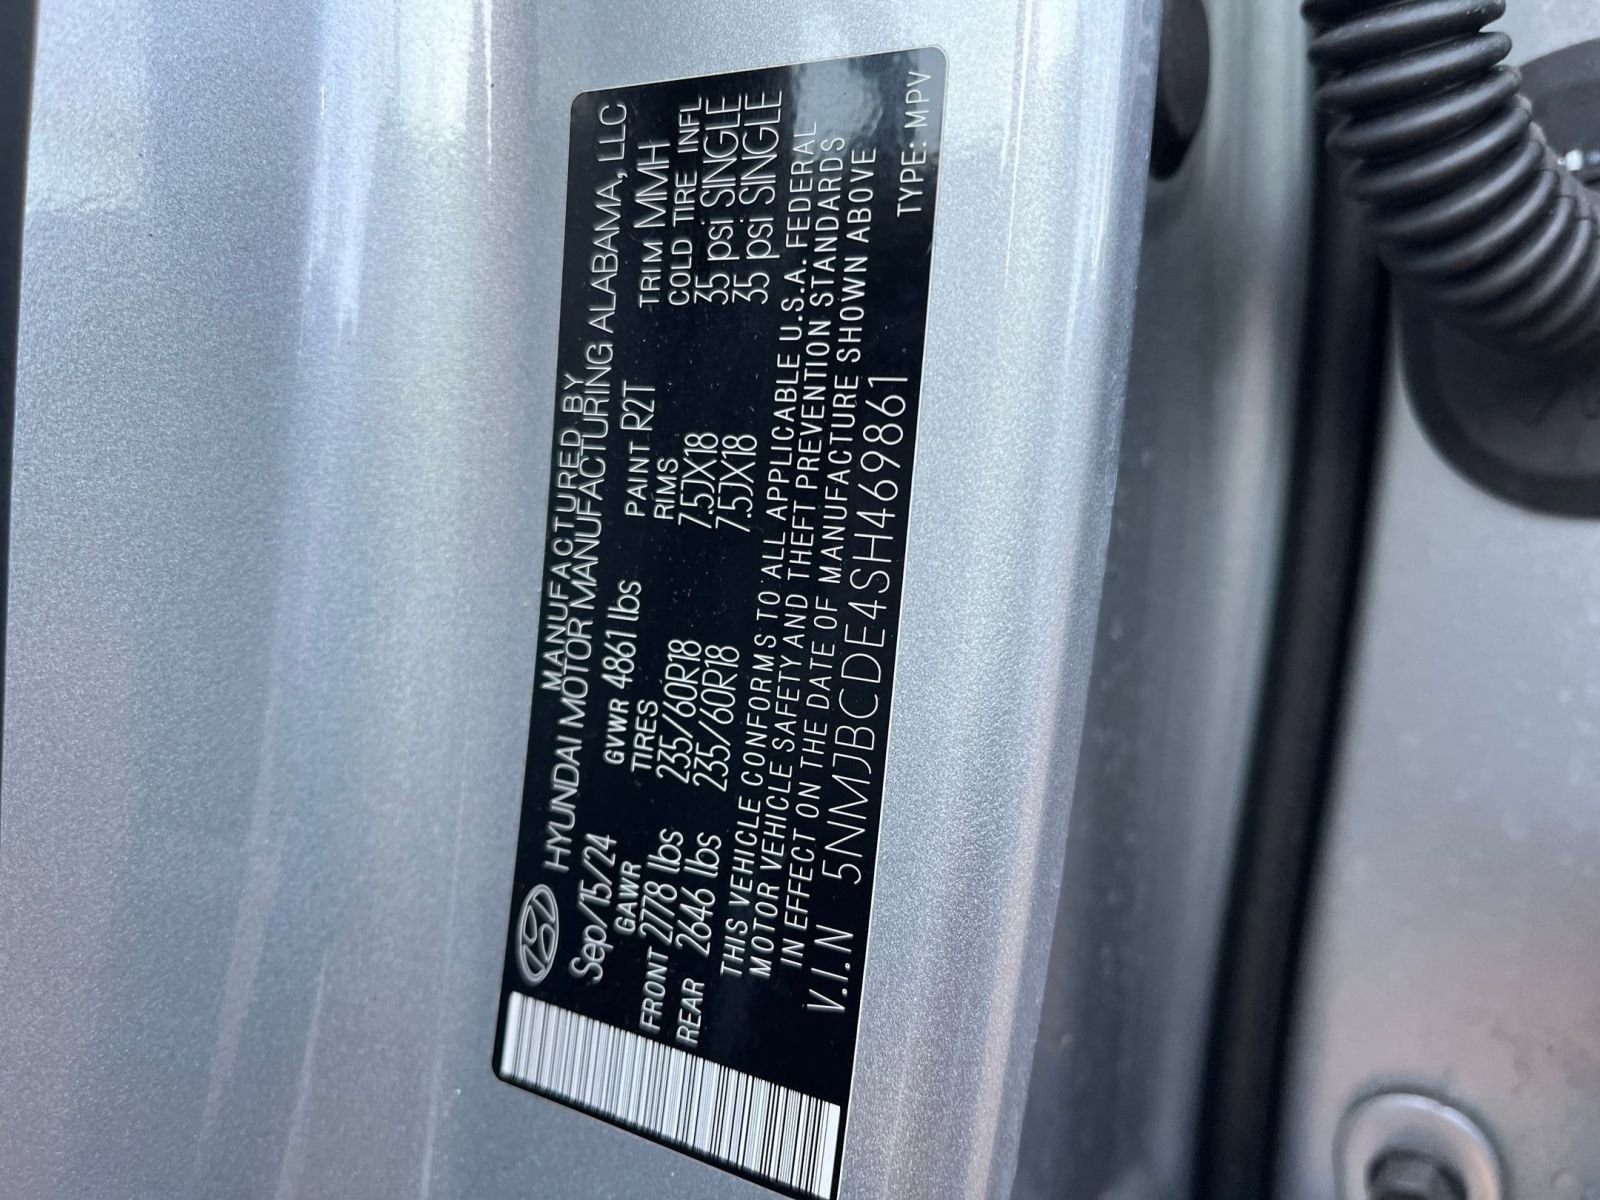 MANUFACTURED BY
HYUNDAI MOTOR MANUFACTURING ALABAMA, LLC
Sep/15/24 GVWR 4861 lbs PAINT R2T TRIM MMH
GAWR TIRES RIMS COLD TIRE INFL
FRONT 2778 lbs 235/60R18 7.5JX18 35 psi SINGLE
REAR 2646 lbs 235/60R18 7.5JX18 35 psi SINGLE
THIS VEHICLE CONFORMS TO ALL APPLICABLE U.S.A. FEDERAL
MOTOR VEHICLE SAFETY AND THEFT PREVENTION STANDARDS
IN EFFECT ON THE DATE OF MANUFACTURE SHOWN ABOVE
V.I.N 5NMJBCDE4SH469861 TYPE: MPV